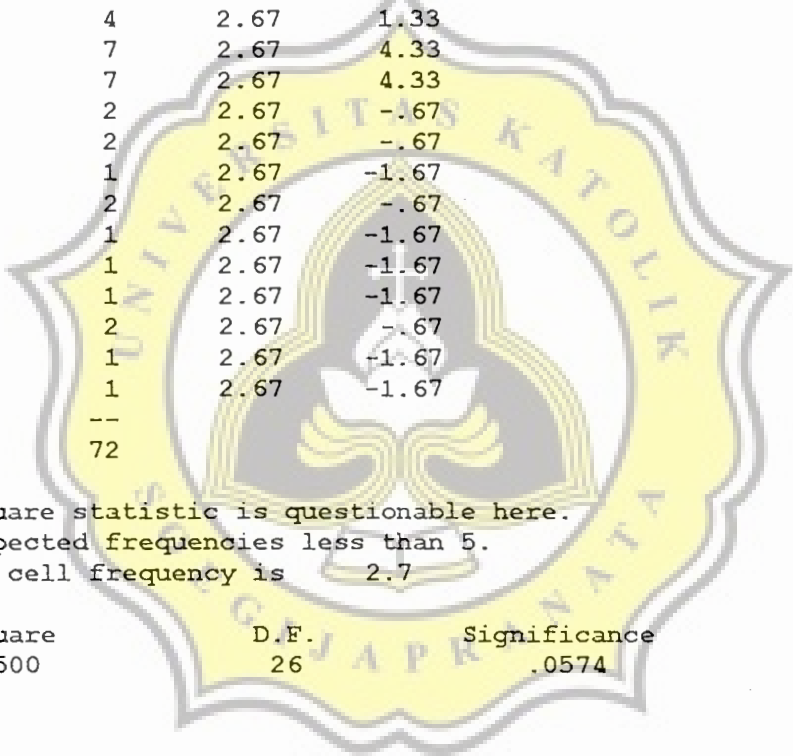 4 2.67 1.33
7 2.67 4.33
7 2.67 4.33
2 2.67 -.67
2 2.67 -.67
1 2.67 -1.67
2 2.67 -.67
1 2.67 -1.67
1 2.67 -1.67
1 2.67 -1.67
2 2.67 -.67
1 2.67 -1.67
1 2.67 -1.67
--
72
uare statistic is questionable here.
pected frequencies less than 5.
cell frequency is 2.7
uare D.F. Significance
500 26 .0574
UNIVERSITAS KATOLIK
SOEGIJAPRANATA